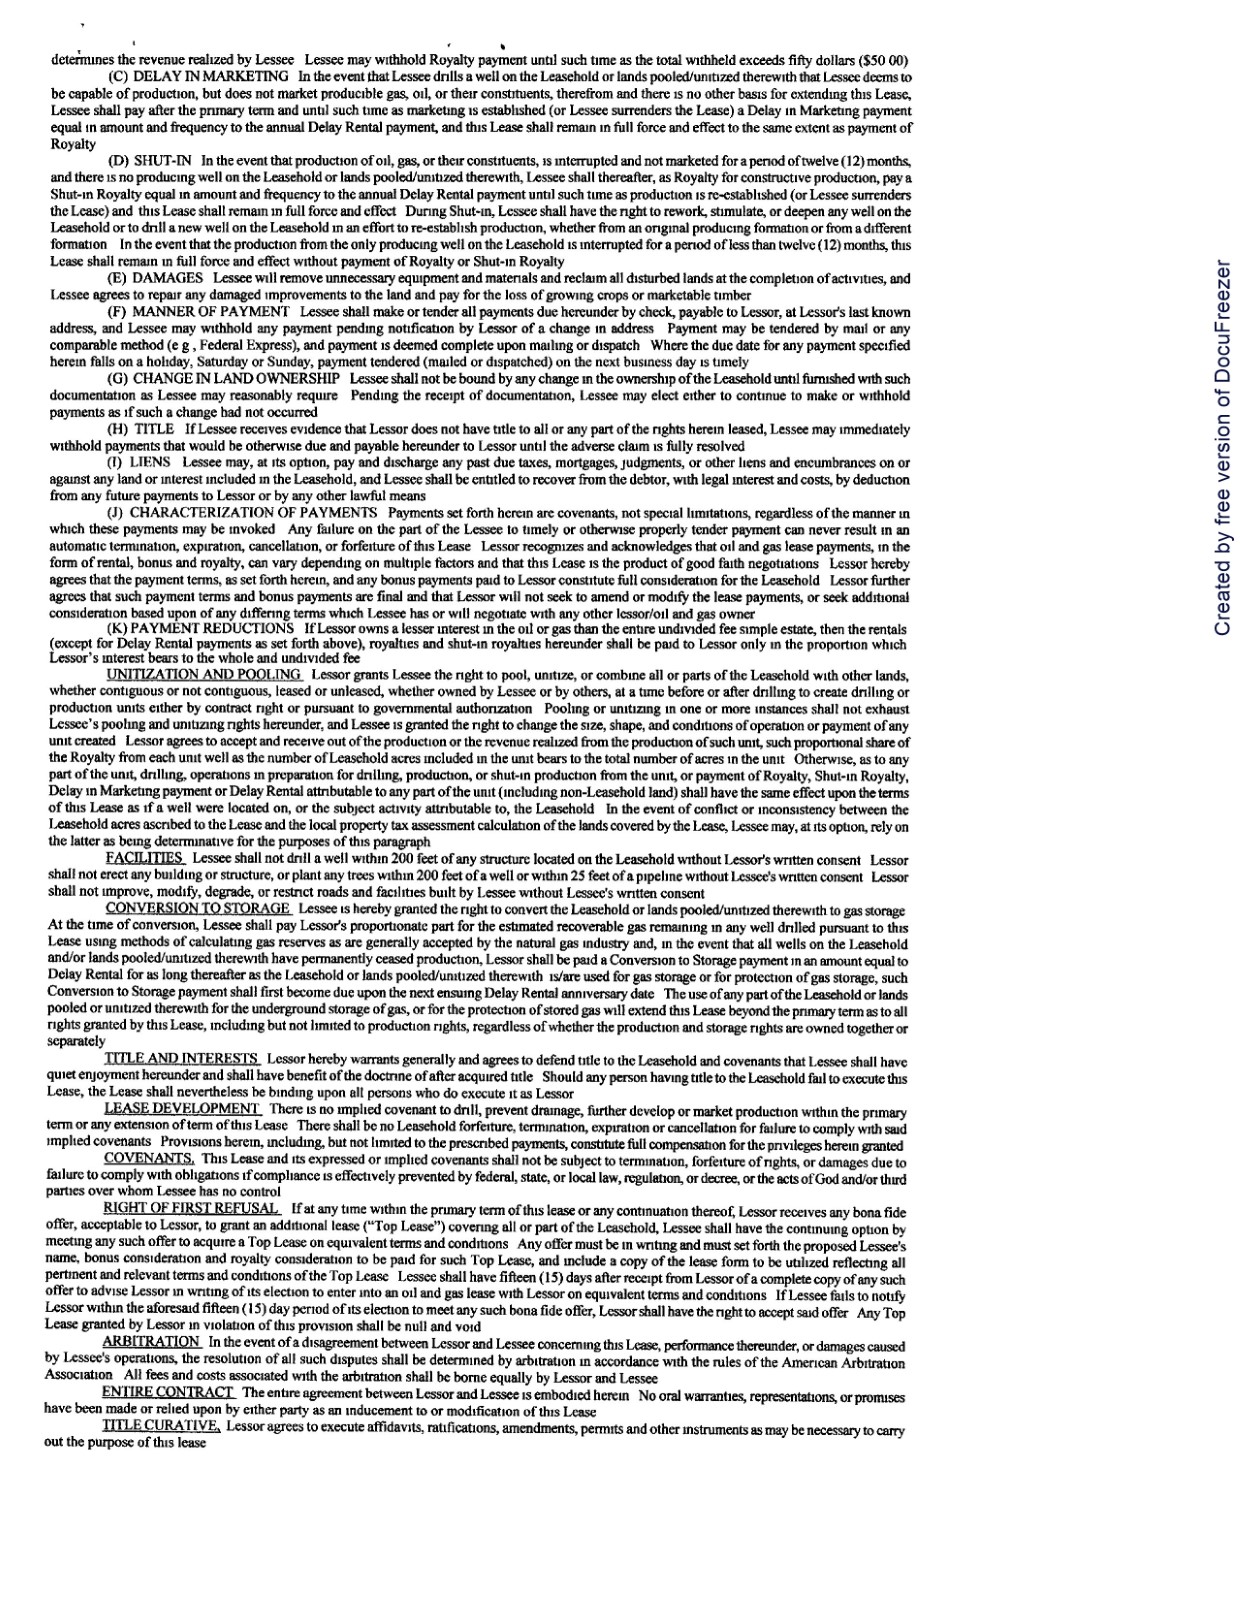 determines the revenue realized by Lessee Lessee may withhold Royalty payment until such time as the total withheld exceeds fifty dollars ($50 00)
(C) DELAY IN MARKETING In the event that Lessee drills a well on the Leasehold or lands pooled/unitized therewith that Lessee deems to
be capable of production, but does not market producible gas, oil, or their constituents, therefrom and there is no other basis for extending this Lease,
Lessee shall pay after the primary term and until such time as marketing is established (or Lessee surrenders the Lease) a Delay in Marketing payment
equal in amount and frequency to the annual Delay Rental payment, and this Lease shall remain in full force and effect to the same extent as payment of
Royalty
(D) SHUT-IN In the event that production of oil, gas, or their constituents, is interrupted and not marketed for a period of twelve (12) months,
and there is no producing well on the Leasehold or lands pooled/unitized therewith, Lessee shall thereafter, as Royalty for constructive production, pay a
Shut-in Royalty equal in amount and frequency to the annual Delay Rental payment until such time as production is re-established (or Lessee surrenders
the Lease) and this Lease shall remain in full force and effect During Shut-in, Lessee shall have the right to rework, stimulate, or deepen any well on the
Leasehold or to drill a new well on the Leasehold in an effort to re-establish production, whether from an original producing formation or from a different
formation In the event that the production from the only producing well on the Leasehold is interrupted for a period of less than twelve (12) months, this
Lease shall remain in full force and effect without payment of Royalty or Shut-in Royalty
(E) DAMAGES Lessee will remove unnecessary equipment and materials and reclaim all disturbed lands at the completion of activities, and
Lessee agrees to repair any damaged improvements to the land and pay for the loss of growing crops or marketable timber
(F) MANNER OF PAYMENT Lessee shall make or tender all payments due hereunder by check, payable to Lessor, at Lessor's last known
address, and Lessee may withhold any payment pending notification by Lessor of a change in address Payment may be tendered by mail or any
comparable method (e g , Federal Express), and payment is deemed complete upon mailing or dispatch Where the due date for any payment specified
herein falls on a holiday, Saturday or Sunday, payment tendered (mailed or dispatched) on the next business day is timely
(G) CHANGE IN LAND OWNERSHIP Lessee shall not be bound by any change in the ownership of the Leasehold until furnished with such
documentation as Lessee may reasonably require Pending the receipt of documentation, Lessee may elect either to continue to make or withhold
payments as if such a change had not occurred
(H) TITLE If Lessee receives evidence that Lessor does not have title to all or any part of the rights herein leased, Lessee may immediately
withhold payments that would be otherwise due and payable hereunder to Lessor until the adverse claim is fully resolved
(I) LIENS Lessee may, at its option, pay and discharge any past due taxes, mortgages, judgments, or other liens and encumbrances on or
against any land or interest included in the Leasehold, and Lessee shall be entitled to recover from the debtor, with legal interest and costs, by deduction
from any future payments to Lessor or by any other lawful means
(J) CHARACTERIZATION OF PAYMENTS Payments set forth herein are covenants, not special limitations, regardless of the manner in
which these payments may be invoked Any failure on the part of the Lessee to timely or otherwise properly tender payment can never result in an
automatic termination, expiration, cancellation, or forfeiture of this Lease Lessor recognizes and acknowledges that oil and gas lease payments, in the
form of rental, bonus and royalty, can vary depending on multiple factors and that this Lease is the product of good faith negotiations Lessor hereby
agrees that the payment terms, as set forth herein, and any bonus payments paid to Lessor constitute full consideration for the Leasehold Lessor further
agrees that such payment terms and bonus payments are final and that Lessor will not seek to amend or modify the lease payments, or seek additional
consideration based upon of any differing terms which Lessee has or will negotiate with any other lessor/oil and gas owner
(K) PAYMENT REDUCTIONS If Lessor owns a lesser interest in the oil or gas than the entire undivided fee simple estate, then the rentals
(except for Delay Rental payments as set forth above), royalties and shut-in royalties hereunder shall be paid to Lessor only in the proportion which
Lessor's interest bears to the whole and undivided fee
UNITIZATION AND POOLING Lessor grants Lessee the right to pool, unitize, or combine all or parts of the Leasehold with other lands,
whether contiguous or not contiguous, leased or unleased, whether owned by Lessee or by others, at a time before or after drilling to create drilling or
production units either by contract right or pursuant to governmental authorization Pooling or unitizing in one or more instances shall not exhaust
Lessee's pooling and unitizing rights hereunder, and Lessee is granted the right to change the size, shape, and conditions of operation or payment of any
unit created Lessor agrees to accept and receive out of the production or the revenue realized from the production of such unit, such proportional share of
the Royalty from each unit well as the number of Leasehold acres included in the unit bears to the total number of acres in the unit Otherwise, as to any
part of the unit, drilling, operations in preparation for drilling, production, or shut-in production from the unit, or payment of Royalty, Shut-in Royalty,
Delay in Marketing payment or Delay Rental attributable to any part of the unit (including non-Leasehold land) shall have the same effect upon the terms
of this Lease as if a well were located on, or the subject activity attributable to, the Leasehold In the event of conflict or inconsistency between the
Leasehold acres ascribed to the Lease and the local property tax assessment calculation of the lands covered by the Lease, Lessee may, at its option, rely on
the latter as being determinative for the purposes of this paragraph
FACILITIES Lessee shall not drill a well within 200 feet of any structure located on the Leasehold without Lessor's written consent Lessor
shall not erect any building or structure, or plant any trees within 200 feet of a well or within 25 feet of a pipeline without Lessee's written consent Lessor
shall not improve, modify, degrade, or restrict roads and facilities built by Lessee without Lessee's written consent
CONVERSION TO STORAGE Lessee is hereby granted the right to convert the Leasehold or lands pooled/unitized therewith to gas storage
At the time of conversion, Lessee shall pay Lessor's proportionate part for the estimated recoverable gas remaining in any well drilled pursuant to this
Lease using methods of calculating gas reserves as are generally accepted by the natural gas industry and, in the event that all wells on the Leasehold
and/or lands pooled/unitized therewith have permanently ceased production, Lessor shall be paid a Conversion to Storage payment in an amount equal to
Delay Rental for as long thereafter as the Leasehold or lands pooled/unitized therewith is/are used for gas storage or for protection of gas storage, such
Conversion to Storage payment shall first become due upon the next ensuing Delay Rental anniversary date The use of any part of the Leasehold or lands
pooled or unitized therewith for the underground storage of gas, or for the protection of stored gas will extend this Lease beyond the primary term as to all
rights granted by this Lease, including but not limited to production rights, regardless of whether the production and storage rights are owned together or
separately
TITLE AND INTERESTS Lessor hereby warrants generally and agrees to defend title to the Leasehold and covenants that Lessee shall have
quiet enjoyment hereunder and shall have benefit of the doctrine of after acquired title Should any person having title to the Leasehold fail to execute this
Lease, the Lease shall nevertheless be binding upon all persons who do execute it as Lessor
LEASE DEVELOPMENT There is no implied covenant to drill, prevent drainage, further develop or market production within the primary
term or any extension of term of this Lease There shall be no Leasehold forfeiture, termination, expiration or cancellation for failure to comply with said
implied covenants Provisions herein, including, but not limited to the prescribed payments, constitute full compensation for the privileges herein granted
COVENANTS. This Lease and its expressed or implied covenants shall not be subject to termination, forfeiture of rights, or damages due to
failure to comply with obligations if compliance is effectively prevented by federal, state, or local law, regulation, or decree, or the acts of God and/or third
parties over whom Lessee has no control
RIGHT OF FIRST REFUSAL If at any time within the primary term of this lease or any continuation thereof, Lessor receives any bona fide
offer, acceptable to Lessor, to grant an additional lease ("Top Lease") covering all or part of the Leasehold, Lessee shall have the continuing option by
meeting any such offer to acquire a Top Lease on equivalent terms and conditions Any offer must be in writing and must set forth the proposed Lessee's
name, bonus consideration and royalty consideration to be paid for such Top Lease, and include a copy of the lease form to be utilized reflecting all
pertinent and relevant terms and conditions of the Top Lease Lessee shall have fifteen (15) days after receipt from Lessor of a complete copy of any such
offer to advise Lessor in writing of its election to enter into an oil and gas lease with Lessor on equivalent terms and conditions If Lessee fails to notify
Lessor within the aforesaid fifteen (15) day period of its election to meet any such bona fide offer, Lessor shall have the right to accept said offer Any Top
Lease granted by Lessor in violation of this provision shall be null and void
ARBITRATION In the event of a disagreement between Lessor and Lessee concerning this Lease, performance thereunder, or damages caused
by Lessee's operations, the resolution of all such disputes shall be determined by arbitration in accordance with the rules of the American Arbitration
Association All fees and costs associated with the arbitration shall be borne equally by Lessor and Lessee
ENTIRE CONTRACT The entire agreement between Lessor and Lessee is embodied herein No oral warranties, representations, or promises
have been made or relied upon by either party as an inducement to or modification of this Lease
TITLE CURATIVE. Lessor agrees to execute affidavits, ratifications, amendments, permits and other instruments as may be necessary to carry
out the purpose of this lease
Created by free version of DocuFreezer